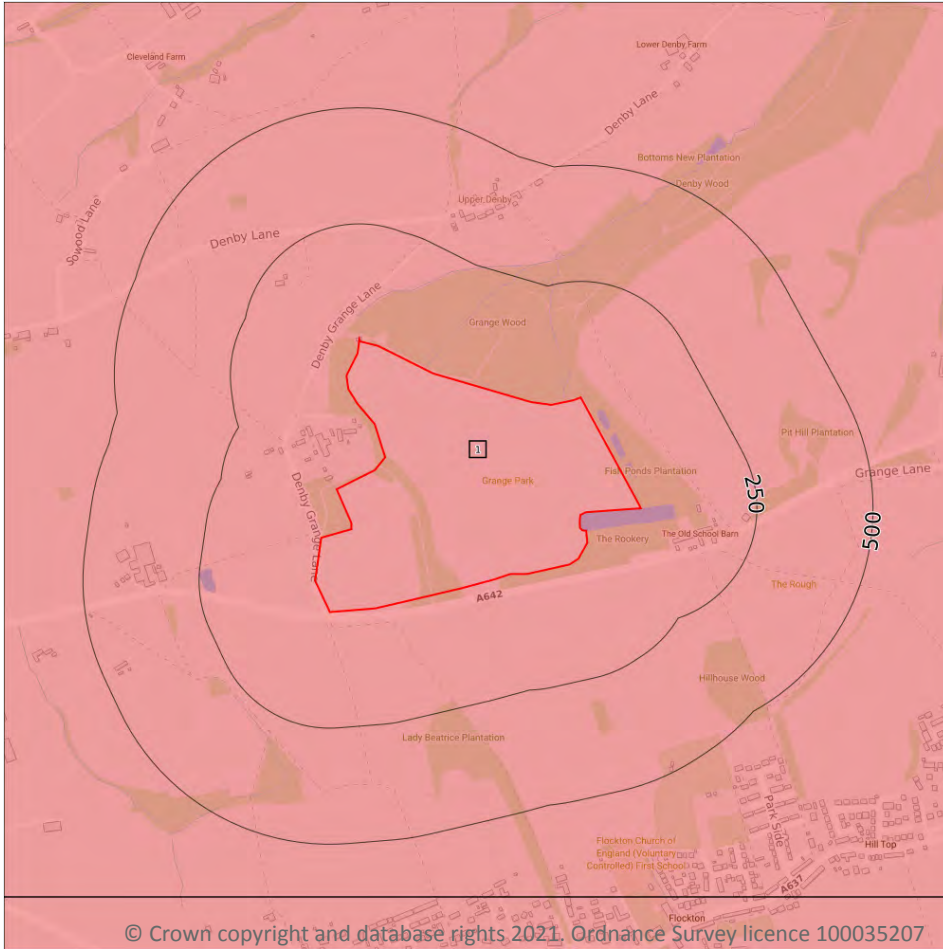 Cleveland Farm
Lower Denby Farm
Denby Lane
Bottoms New Plantation
Denby Wood
Upper Denby
Sowood Lane
Denby Lane
Denby Grange Lane
Grange Wood
Pit Hill Plantation
1
Grange Lane
Fish Ponds Plantation
Grange Park
250
500
Denby Grange Lane
The Rookery
The Old School Barn
The Rough
A642
Hillhouse Wood
Lady Beatrice Plantation
Park Side
Flockton Church of
England (Voluntary
Controlled) First School
Hill Top
A637
Flockton
© Crown copyright and database rights 2021. Ordnance Survey licence 100035207